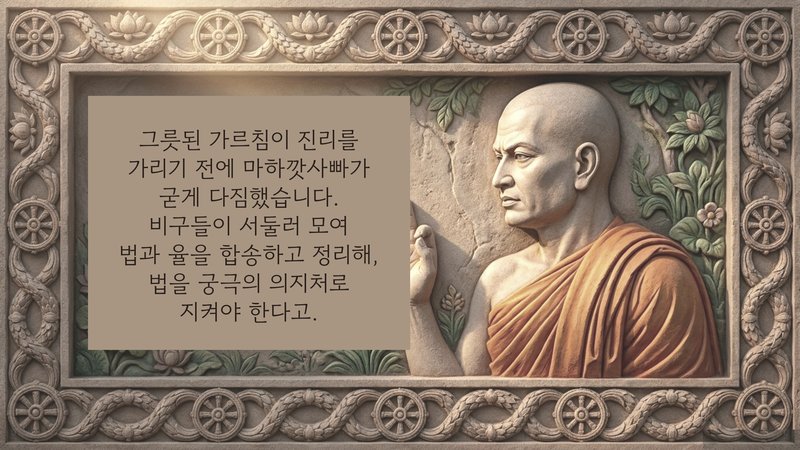 그릇된 가르침이 진리를
가리기 전에 마하깟사빠가
굳게 다짐했습니다.
비구들이 서둘러 모여
법과 율을 합송하고 정리해,
법을 궁극의 의지처로
지켜야 한다고.